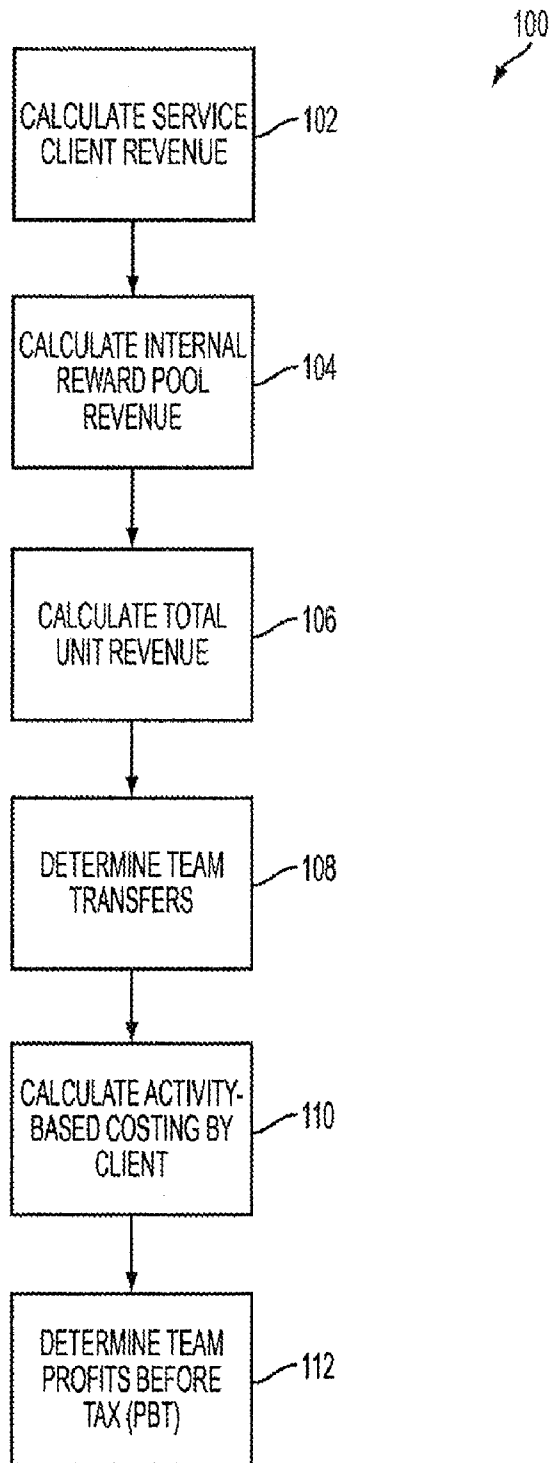 100
CALCULATE SERVICE
CLIENT REVENUE
102
CALCULATE INTERNAL
REWARD POOL
REVENUE
104
CALCULATE TOTAL
UNIT REVENUE
106
DETERMINE TEAM
TRANSFERS
108
CALCULATE ACTIVITY-
BASED COSTING BY
CLIENT
110
DETERMINE TEAM
PROFITS BEFORE
TAX (PBT)
112